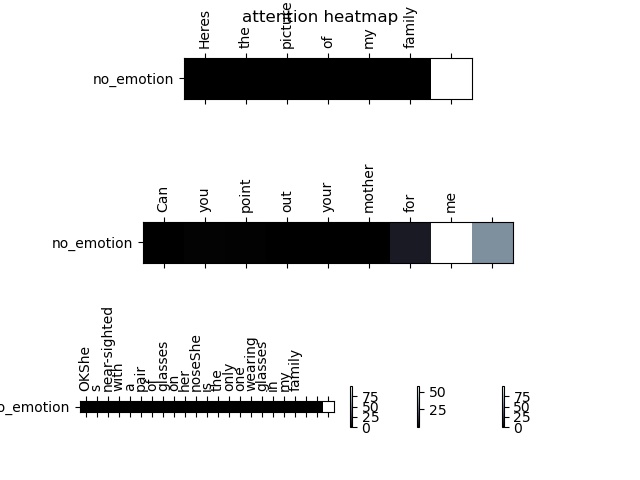 attention heatmap
Heres the picture of my family
no_emotion
Can you point out your mother for me
no_emotion
OKShe s near-sighted with a pair of glasses on her noseShe is the only one wearing glasses in my family
no_emotion
75 50 25 0
50 25
75 50 25 0